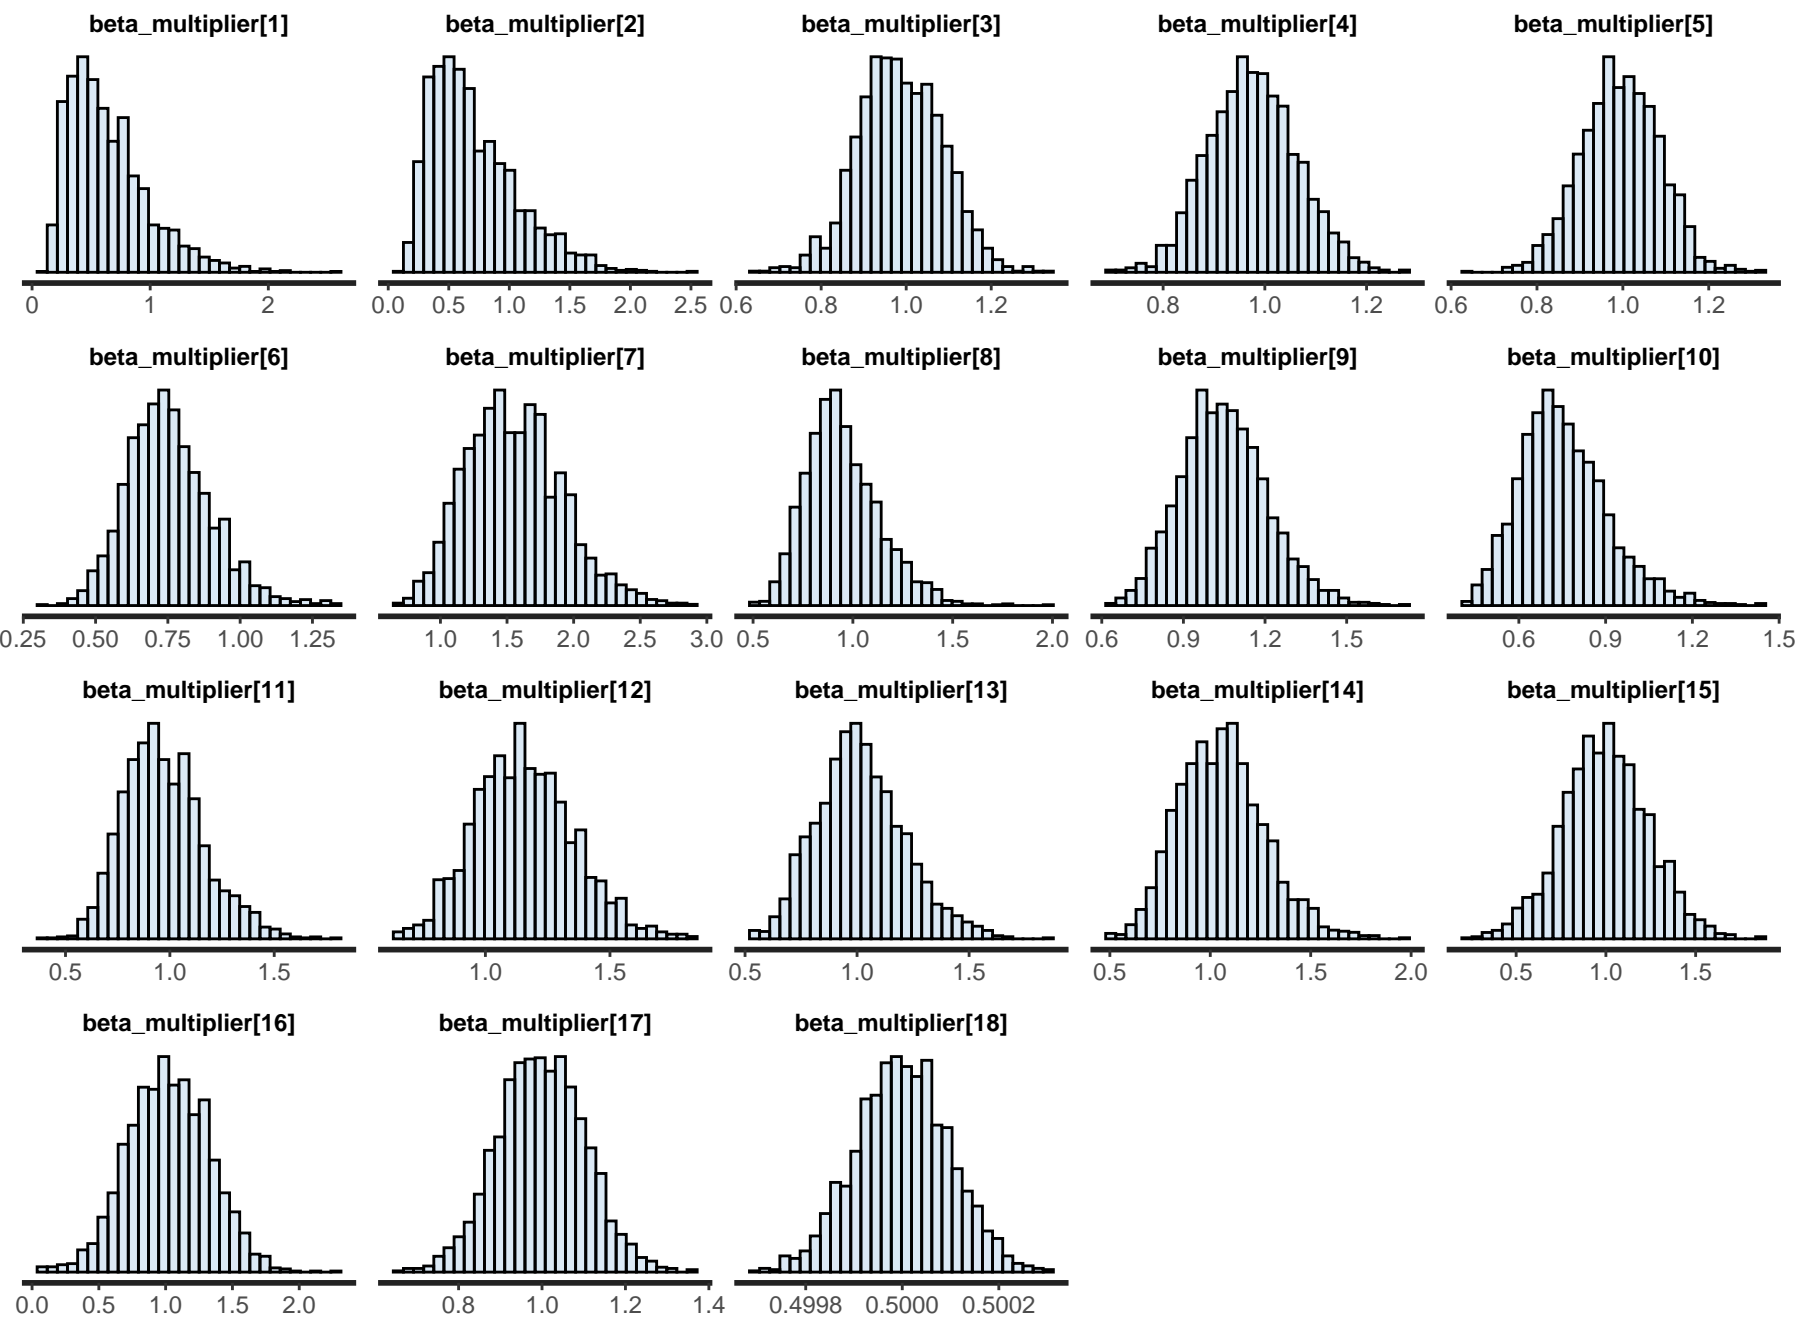 beta_multiplier[1] beta_multiplier[2] beta_multiplier[3] beta_multiplier[4] beta_multiplier[5]
0 1 2 0.0 0.5 1.0 1.5 2.0 2.5 0.6 0.8 1.0 1.2 0.8 1.0 1.2 0.6 0.8 1.0 1.2
beta_multiplier[6] beta_multiplier[7] beta_multiplier[8] beta_multiplier[9] beta_multiplier[10]
0.25 0.50 0.75 1.00 1.25 1.0 1.5 2.0 2.5 3.0 0.5 1.0 1.5 2.0 0.6 0.9 1.2 1.5 0.6 0.9 1.2 1.5
beta_multiplier[11] beta_multiplier[12] beta_multiplier[13] beta_multiplier[14] beta_multiplier[15]
0.5 1.0 1.5 1.0 1.5 0.5 1.0 1.5 0.5 1.0 1.5 2.0 0.5 1.0 1.5
beta_multiplier[16] beta_multiplier[17] beta_multiplier[18]
0.0 0.5 1.0 1.5 2.0 0.8 1.0 1.2 1.4 0.4998 0.5000 0.5002